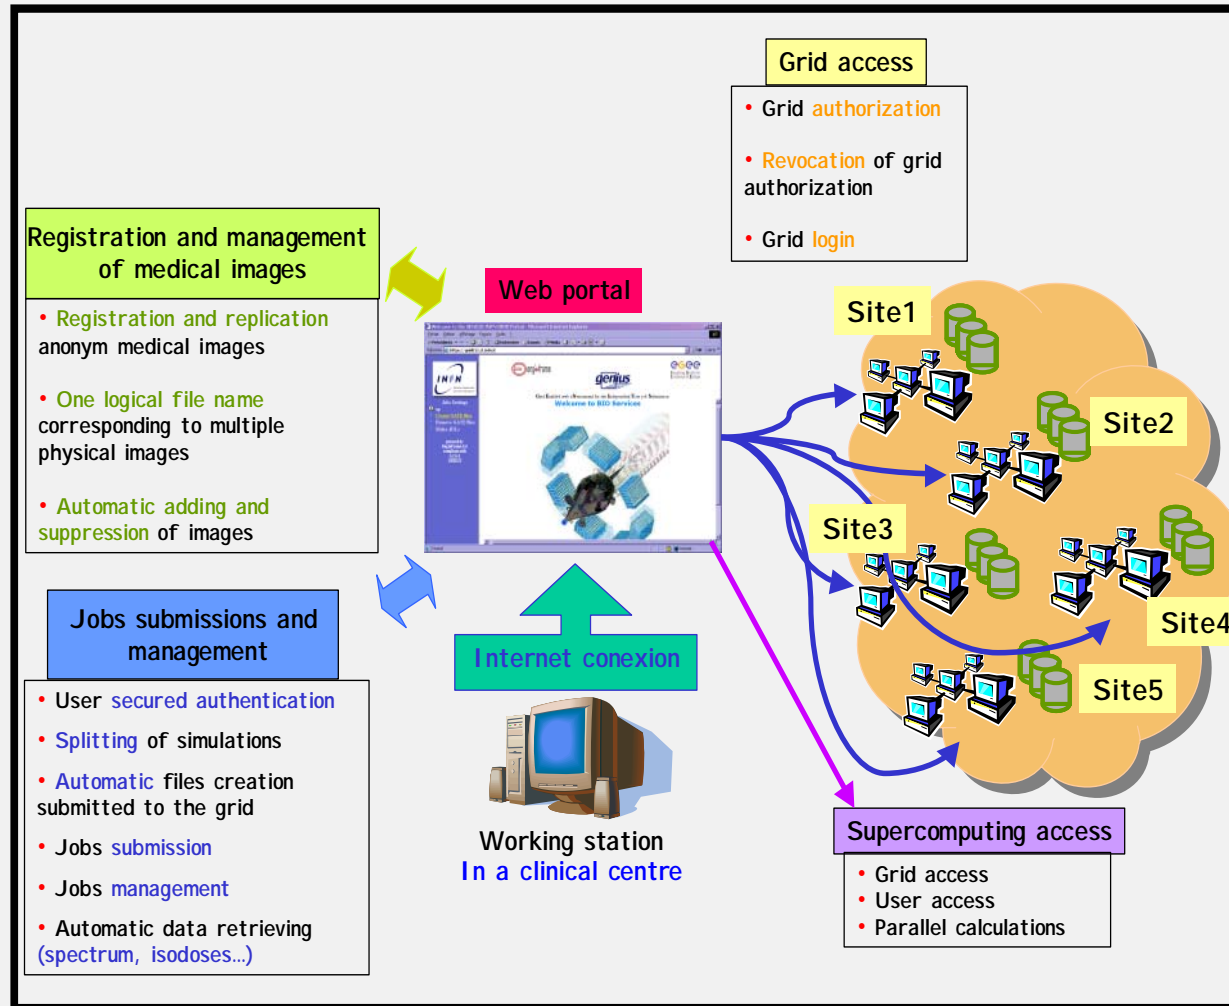 Grid access
• Grid authorization
• Revocation of grid
authorization
• Grid login
Registration and management
of medical images
• Registration and replication
anonym medical images
• One logical file name
corresponding to multiple
physical images
• Automatic adding and
suppression of images
Web portal
INFN
genius
egee
Welcome to BIO Services
Site1
Site2
Site3
Site4
Site5
Jobs submissions and
management
• User secured authentication
• Splitting of simulations
• Automatic files creation
submitted to the grid
• Jobs submission
• Jobs management
• Automatic data retrieving
(spectrum, isodoses…)
Internet conexion
Working station
In a clinical centre
Supercomputing access
• Grid access
• User access
• Parallel calculations